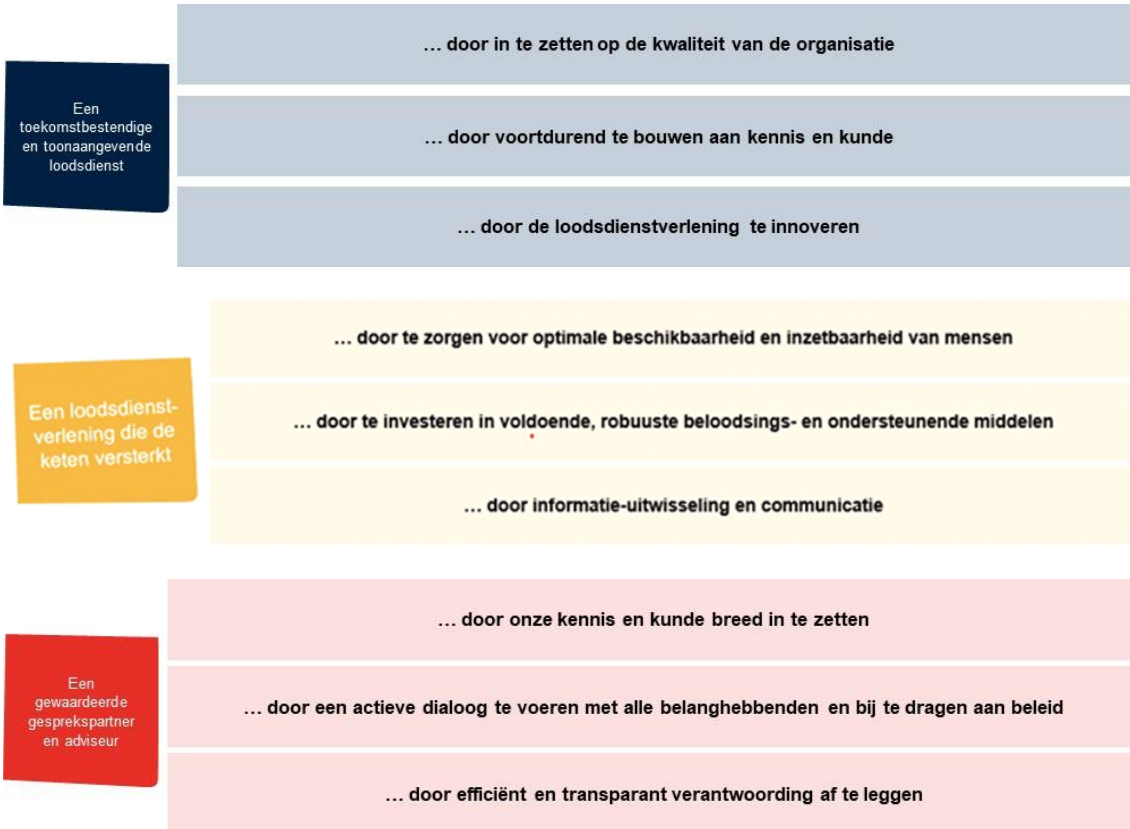 Een
toekomstbestendige
en toonaangevende
loodsdienst
… door in te zetten op de kwaliteit van de organisatie
… door voortdurend te bouwen aan kennis en kunde
… door de loodsdienstverlening te innoveren
Een loodsdienst-
verlening die de
keten versterkt
… door te zorgen voor optimale beschikbaarheid en inzetbaarheid van mensen
… door te investeren in voldoende, robuuste beloodsings- en ondersteunende middelen
… door informatie-uitwisseling en communicatie
Een
gewaardeerde
gesprekspartner
en adviseur
… door onze kennis en kunde breed in te zetten
… door een actieve dialoog te voeren met alle belanghebbenden en bij te dragen aan beleid
… door efficiënt en transparant verantwoording af te leggen